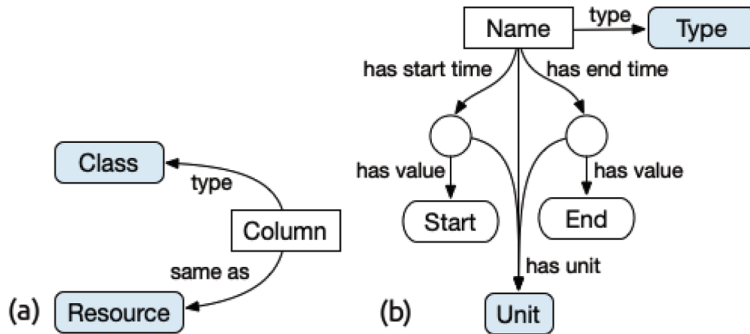 Class
type
Column
same as
(a)
Resource
Name
type
Type
has start time
has end time
has value
has value
Start
End
has unit
(b)
Unit